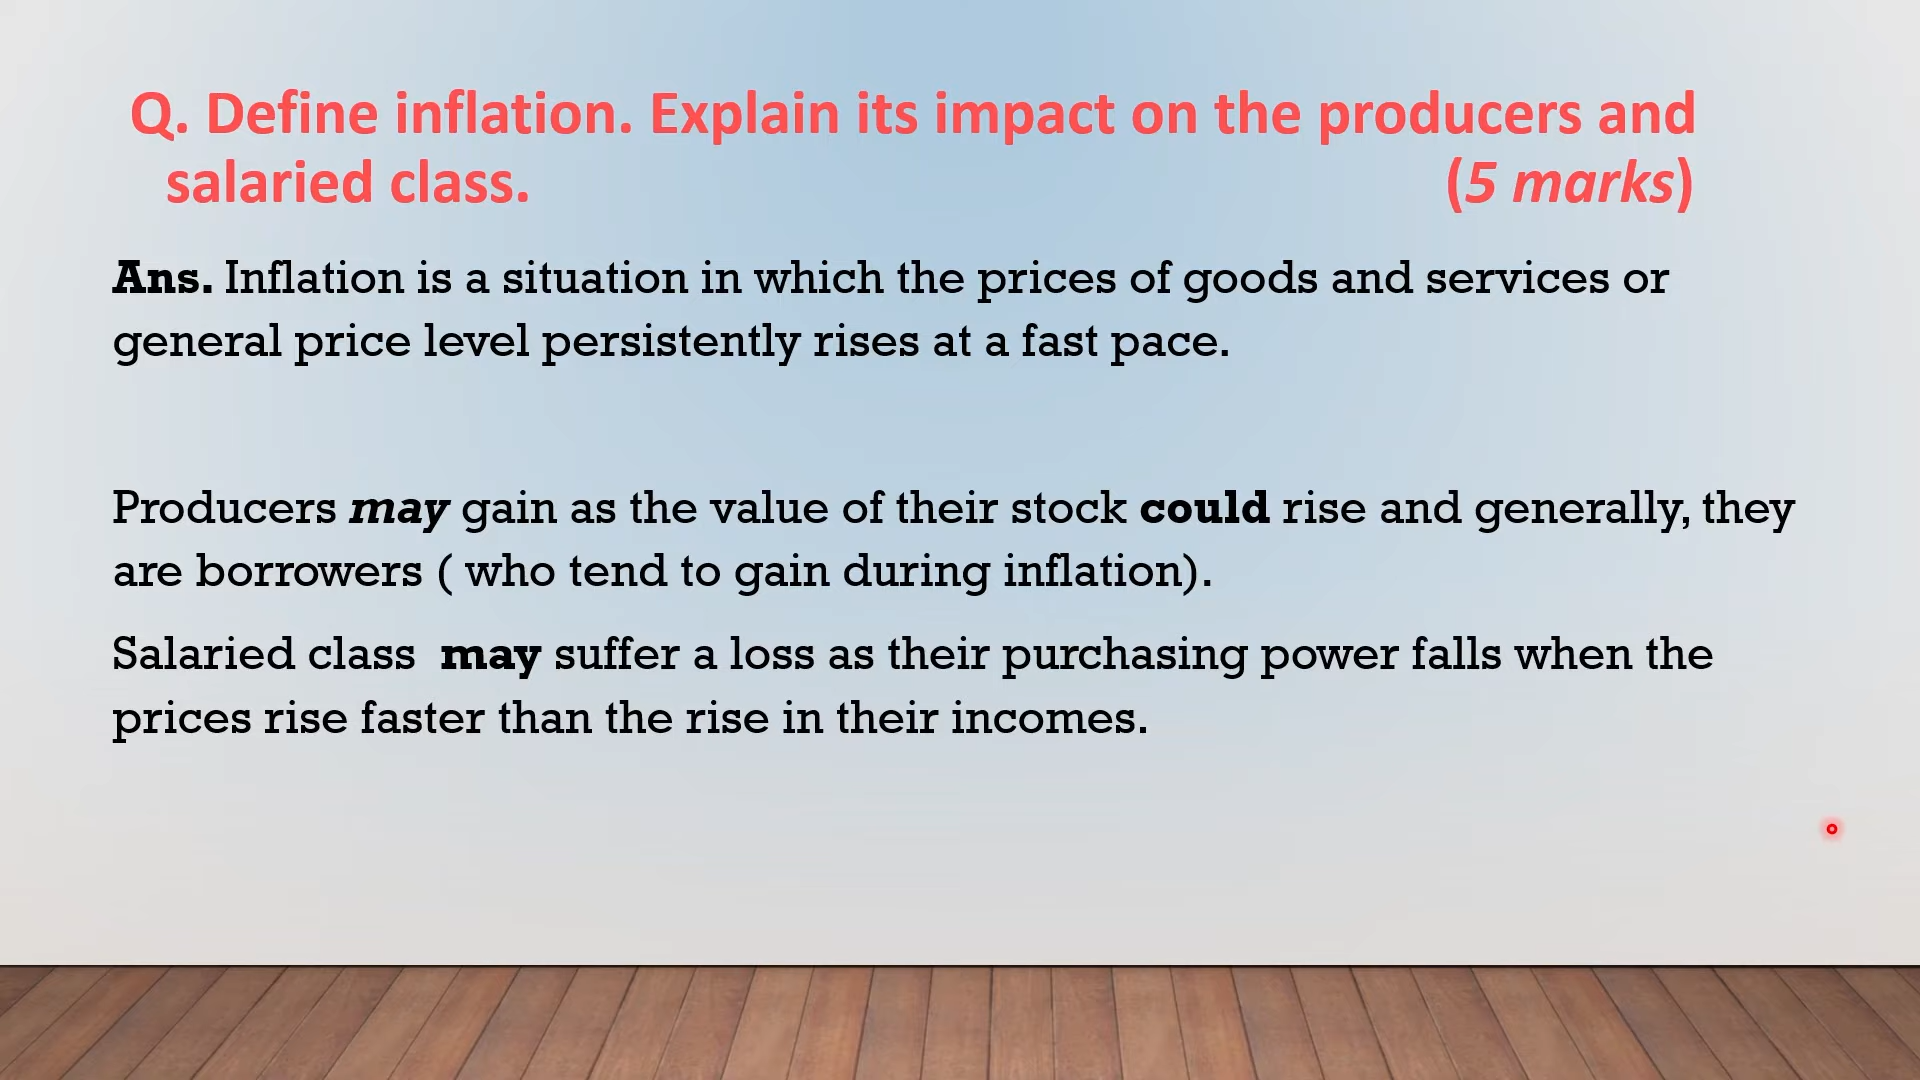 Q. Define inflation. Explain its impact on the producers and
salaried class. (5 marks)
Ans. Inflation is a situation in which the prices of goods and services or
general price level persistently rises at a fast pace.
Producers may gain as the value of their stock could rise and generally, they
are borrowers ( who tend to gain during inflation).
Salaried class may suffer a loss as their purchasing power falls when the
prices rise faster than the rise in their incomes.